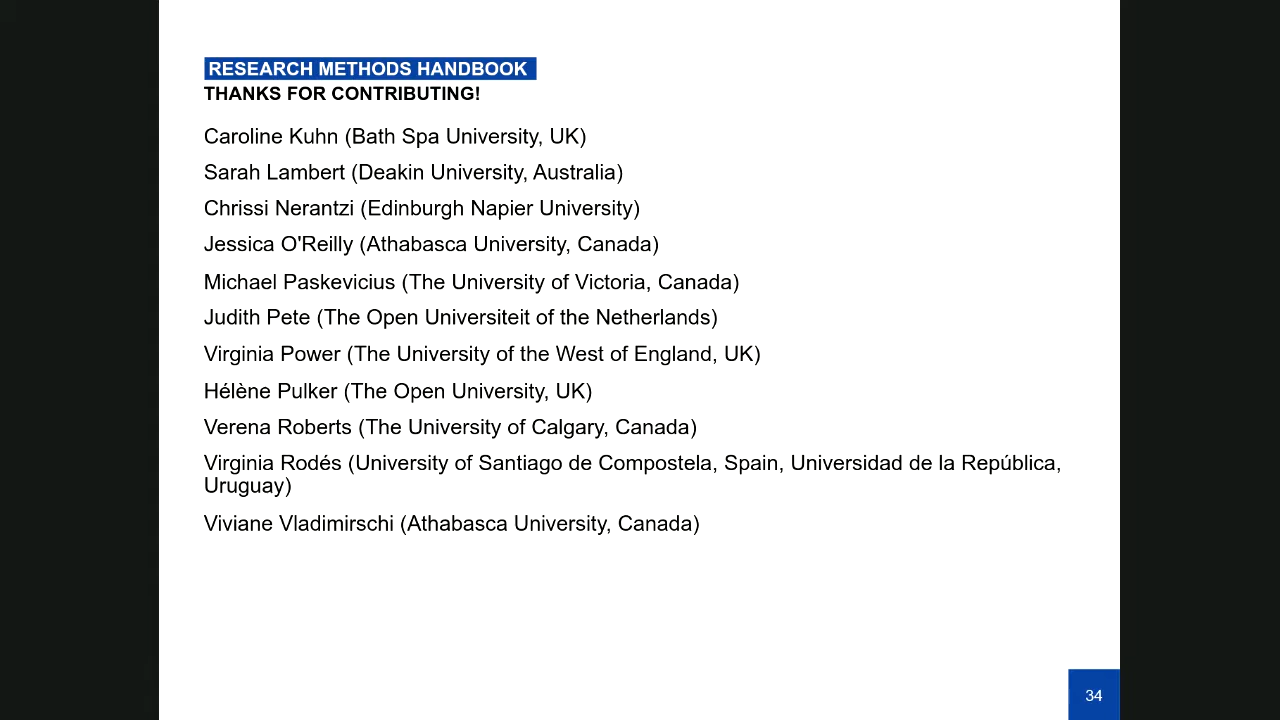 RESEARCH METHODS HANDBOOK
THANKS FOR CONTRIBUTING!
Caroline Kuhn (Bath Spa University, UK)
Sarah Lambert (Deakin University, Australia)
Chrissi Nerantzi (Edinburgh Napier University)
Jessica O'Reilly (Athabasca University, Canada)
Michael Paskevicius (The University of Victoria, Canada)
Judith Pete (The Open Universiteit of the Netherlands)
Virginia Power (The University of the West of England, UK)
Hélène Pulker (The Open University, UK)
Verena Roberts (The University of Calgary, Canada)
Virginia Rodés (University of Santiago de Compostela, Spain, Universidad de la República,
Uruguay)
Viviane Vladimirschi (Athabasca University, Canada)
34